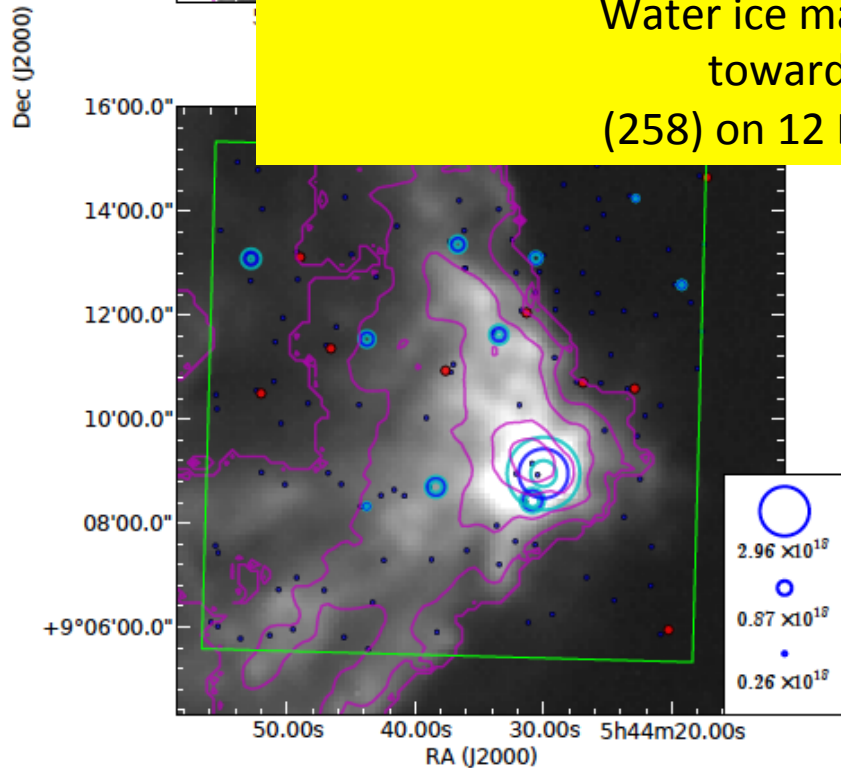 Water ice ma
toward
(258) on 12
Dec (J2000)
16'00.0"
14'00.0"
12'00.0"
10'00.0"
08'00.0"
+9°06'00.0"
2.96 ×10¹⁸
0.87 ×10¹⁸
0.26 ×10¹⁸
50.00s 40.00s 30.00s 5h44m20.00s
RA (J2000)